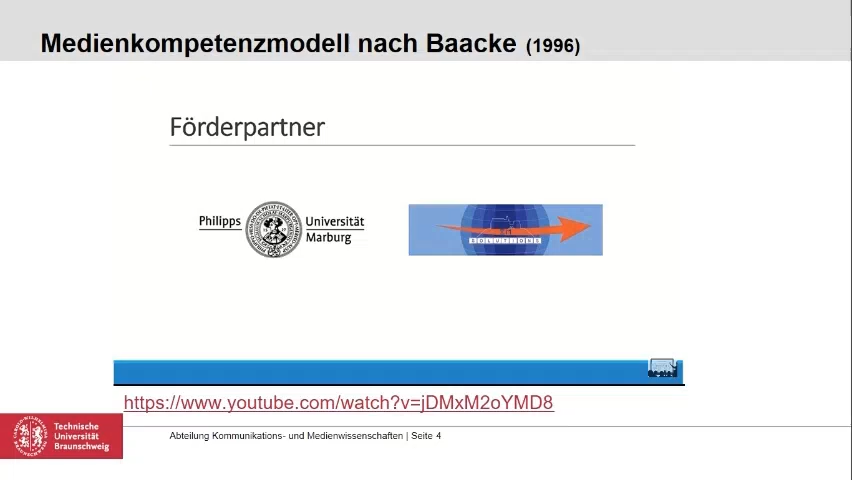 Medienkompetenzmodell nach Baacke (1996)
Förderpartner
Philipps
Universität
Marburg
SOLUTIONS
https://www.youtube.com/watch?v=jDMxM2oYMD8
Technische
Universität
Braunschweig
Abteilung Kommunikations- und Medienwissenschaften | Seite 4